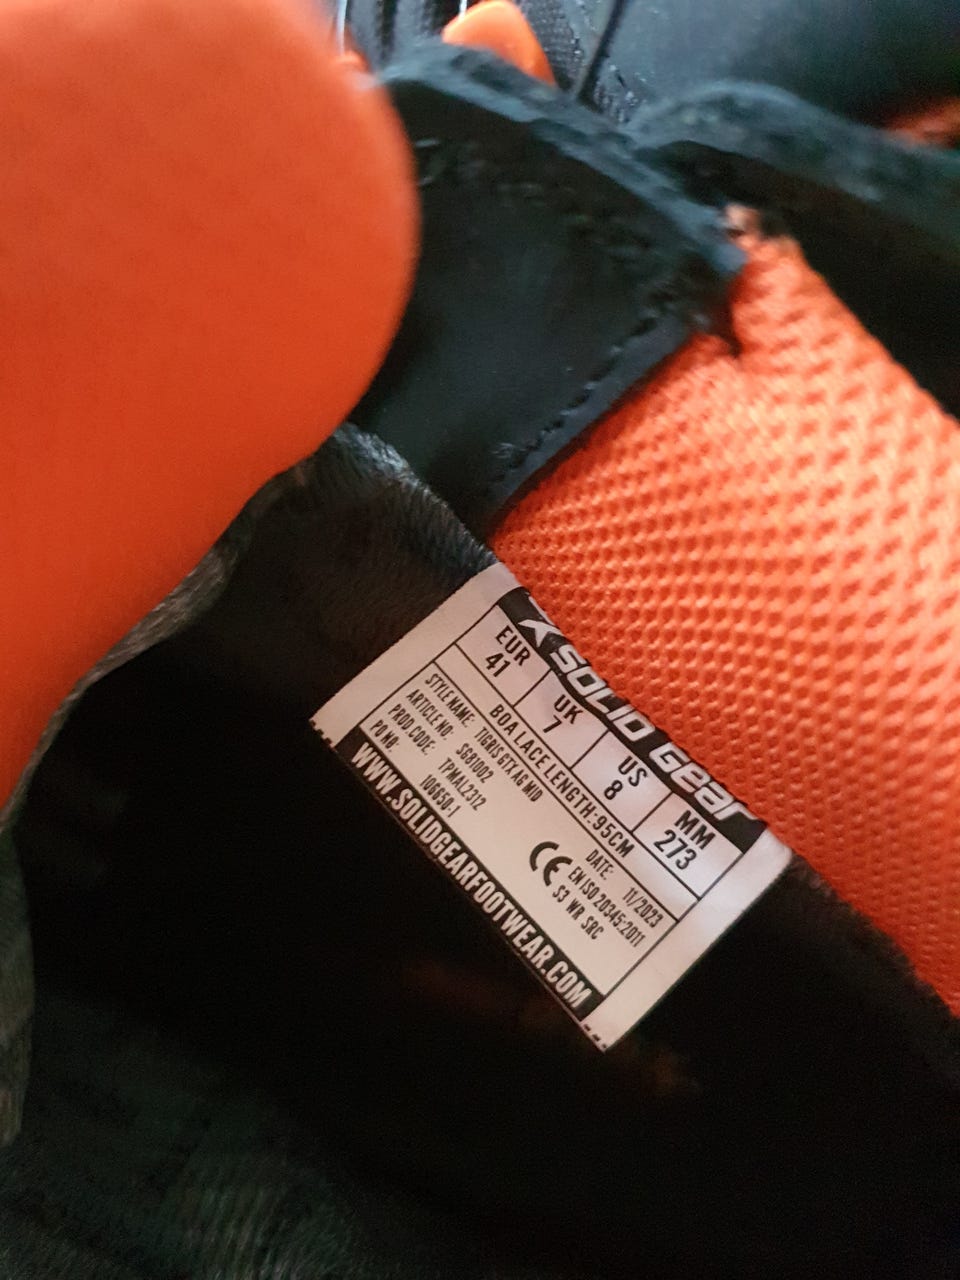 SOLID GEAR
EUR UK US MM
41 7 8 273
BOA LACE LENGTH:95CM
STYLE NAME: TIGRIS GTX AG MID
ARTICLE NO: SG81002
PROD CODE: TPMAL2312
PO NO: 106650-1
DATE: 11/2023
CE EN ISO 20345:2011
S3 WR SRC
WWW.SOLIDGEARFOOTWEAR.COM